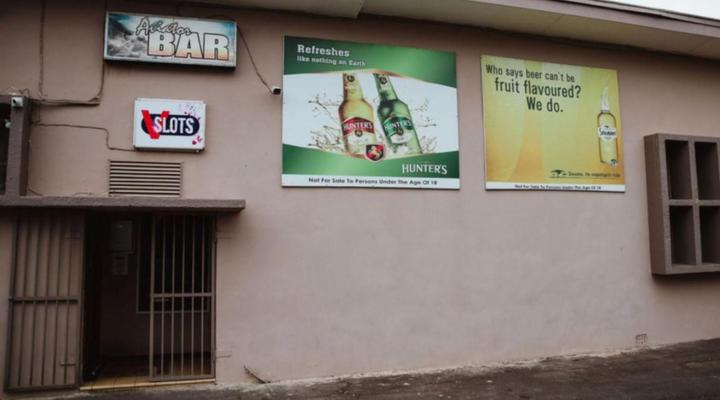 Aviator
BAR
VSLOTS
Refreshes
like nothing on Earth
HUNTER'S
HUNTER'S
HUNTER'S
Not For Sale To Persons Under The Age Of 18
Who says beer can't be
fruit flavoured?
We do.
Not For Sale To Persons Under The Age Of 18